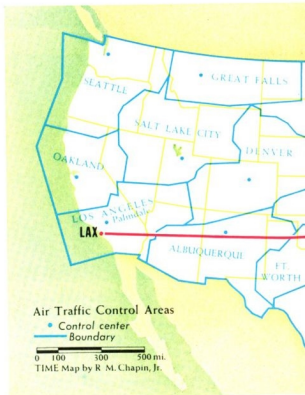 SEATTLE
GREAT FALLS
SALT LAKE CITY
DENVER
OAKLAND
LOS ANGELES
Palmdale
LAX
ALBUQUERQUE
FT.
WORTH
Air Traffic Control Areas
Control center
Boundary
0 100 300 500 mi.
TIME Map by R. M. Chapin, Jr.